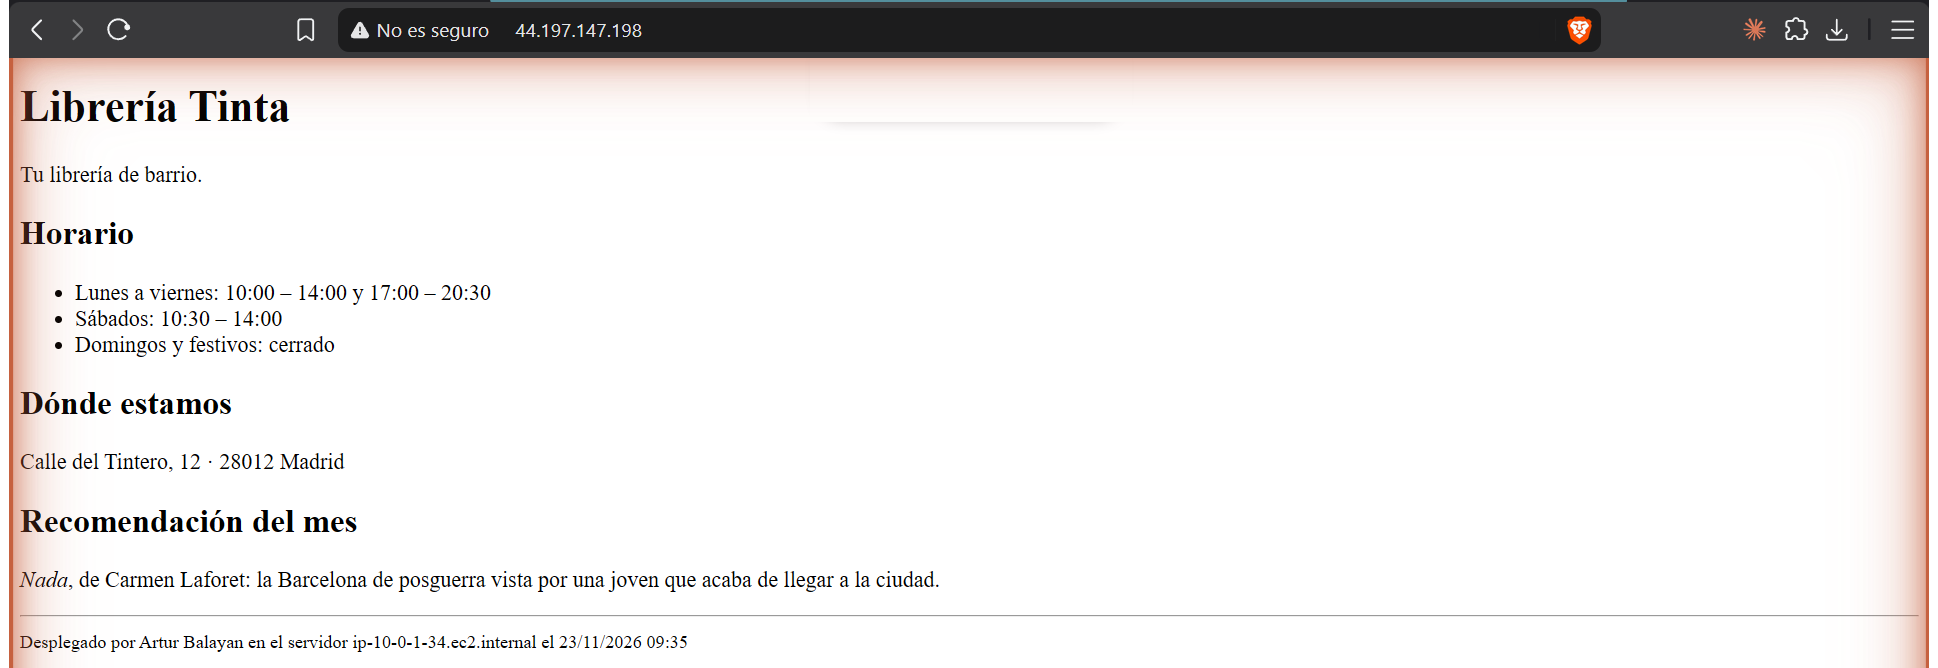 No es seguro 44.197.147.198
Librería Tinta
Tu librería de barrio.
Horario
• Lunes a viernes: 10:00 – 14:00 y 17:00 – 20:30
• Sábados: 10:30 – 14:00
• Domingos y festivos: cerrado
Dónde estamos
Calle del Tintero, 12 · 28012 Madrid
Recomendación del mes
Nada, de Carmen Laforet: la Barcelona de posguerra vista por una joven que acaba de llegar a la ciudad.
Desplegado por Artur Balayan en el servidor ip-10-0-1-34.ec2.internal el 23/11/2026 09:35